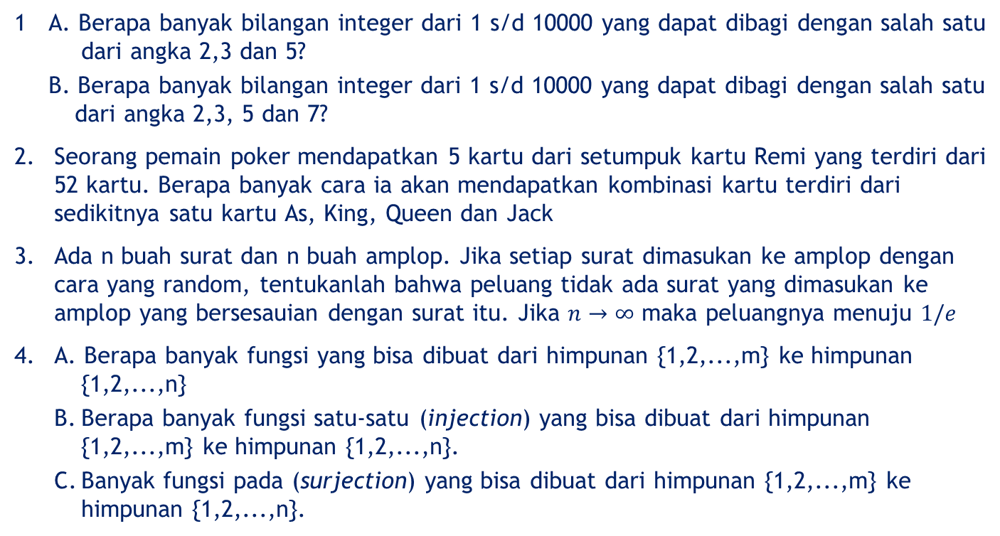 1 A. Berapa banyak bilangan integer dari 1 s/d 10000 yang dapat dibagi dengan salah satu
dari angka 2,3 dan 5?
B. Berapa banyak bilangan integer dari 1 s/d 10000 yang dapat dibagi dengan salah satu
dari angka 2,3, 5 dan 7?
2. Seorang pemain poker mendapatkan 5 kartu dari setumpuk kartu Remi yang terdiri dari
52 kartu. Berapa banyak cara ia akan mendapatkan kombinasi kartu terdiri dari
sedikitnya satu kartu As, King, Queen dan Jack
3. Ada n buah surat dan n buah amplop. Jika setiap surat dimasukan ke amplop dengan
cara yang random, tentukanlah bahwa peluang tidak ada surat yang dimasukan ke
amplop yang bersesauian dengan surat itu. Jika n → ∞ maka peluangnya menuju 1/e
4. A. Berapa banyak fungsi yang bisa dibuat dari himpunan {1,2,...,m} ke himpunan
{1,2,...,n}
B. Berapa banyak fungsi satu-satu (injection) yang bisa dibuat dari himpunan
{1,2,...,m} ke himpunan {1,2,...,n}.
C. Banyak fungsi pada (surjection) yang bisa dibuat dari himpunan {1,2,...,m} ke
himpunan {1,2,...,n}.